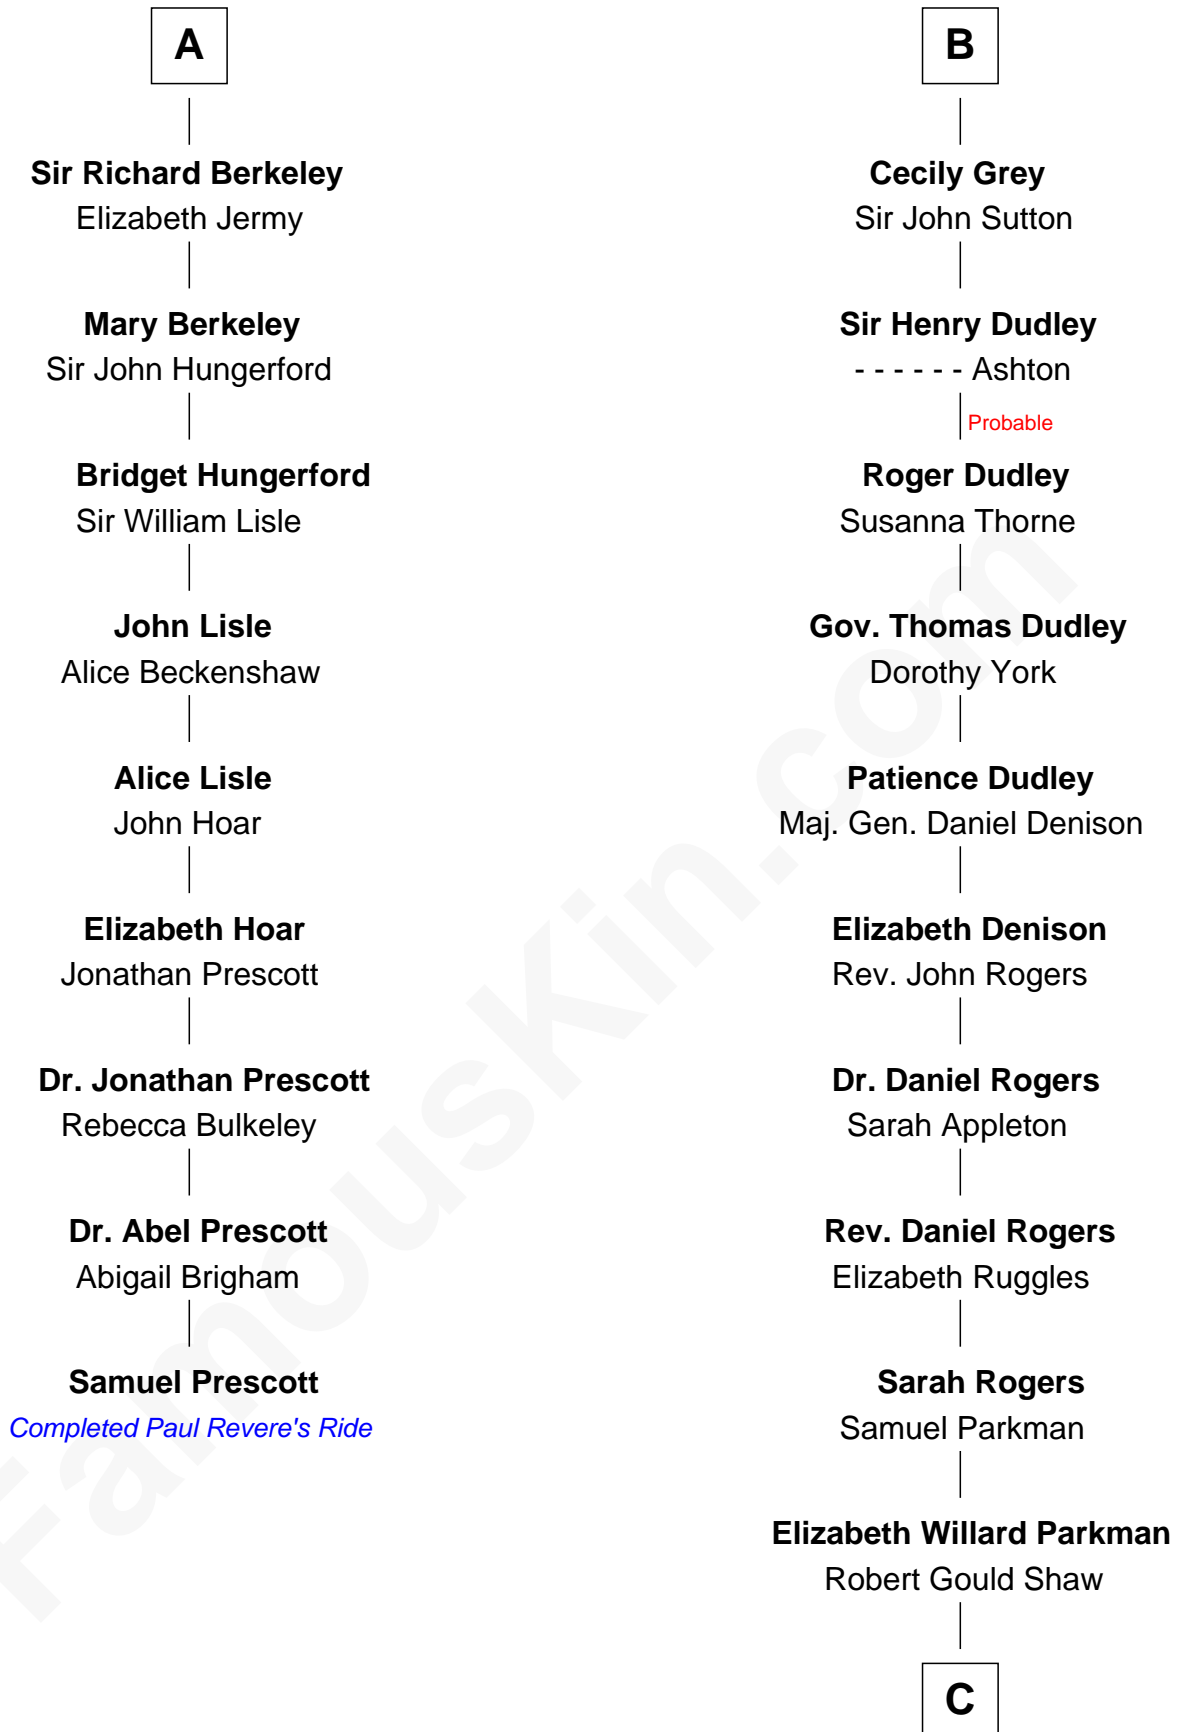 A
Sir Richard Berkeley
Elizabeth Jermy
Mary Berkeley
Sir John Hungerford
Bridget Hungerford
Sir William Lisle
John Lisle
Alice Beckenshaw
Alice Lisle
John Hoar
Elizabeth Hoar
Jonathan Prescott
Dr. Jonathan Prescott
Rebecca Bulkeley
Dr. Abel Prescott
Abigail Brigham
Samuel Prescott
Completed Paul Revere's Ride
B
Cecily Grey
Sir John Sutton
Sir Henry Dudley
- - - - - - Ashton
Probable
Roger Dudley
Susanna Thorne
Gov. Thomas Dudley
Dorothy York
Patience Dudley
Maj. Gen. Daniel Denison
Elizabeth Denison
Rev. John Rogers
Dr. Daniel Rogers
Sarah Appleton
Rev. Daniel Rogers
Elizabeth Ruggles
Sarah Rogers
Samuel Parkman
Elizabeth Willard Parkman
Robert Gould Shaw
C
FamousKin.com